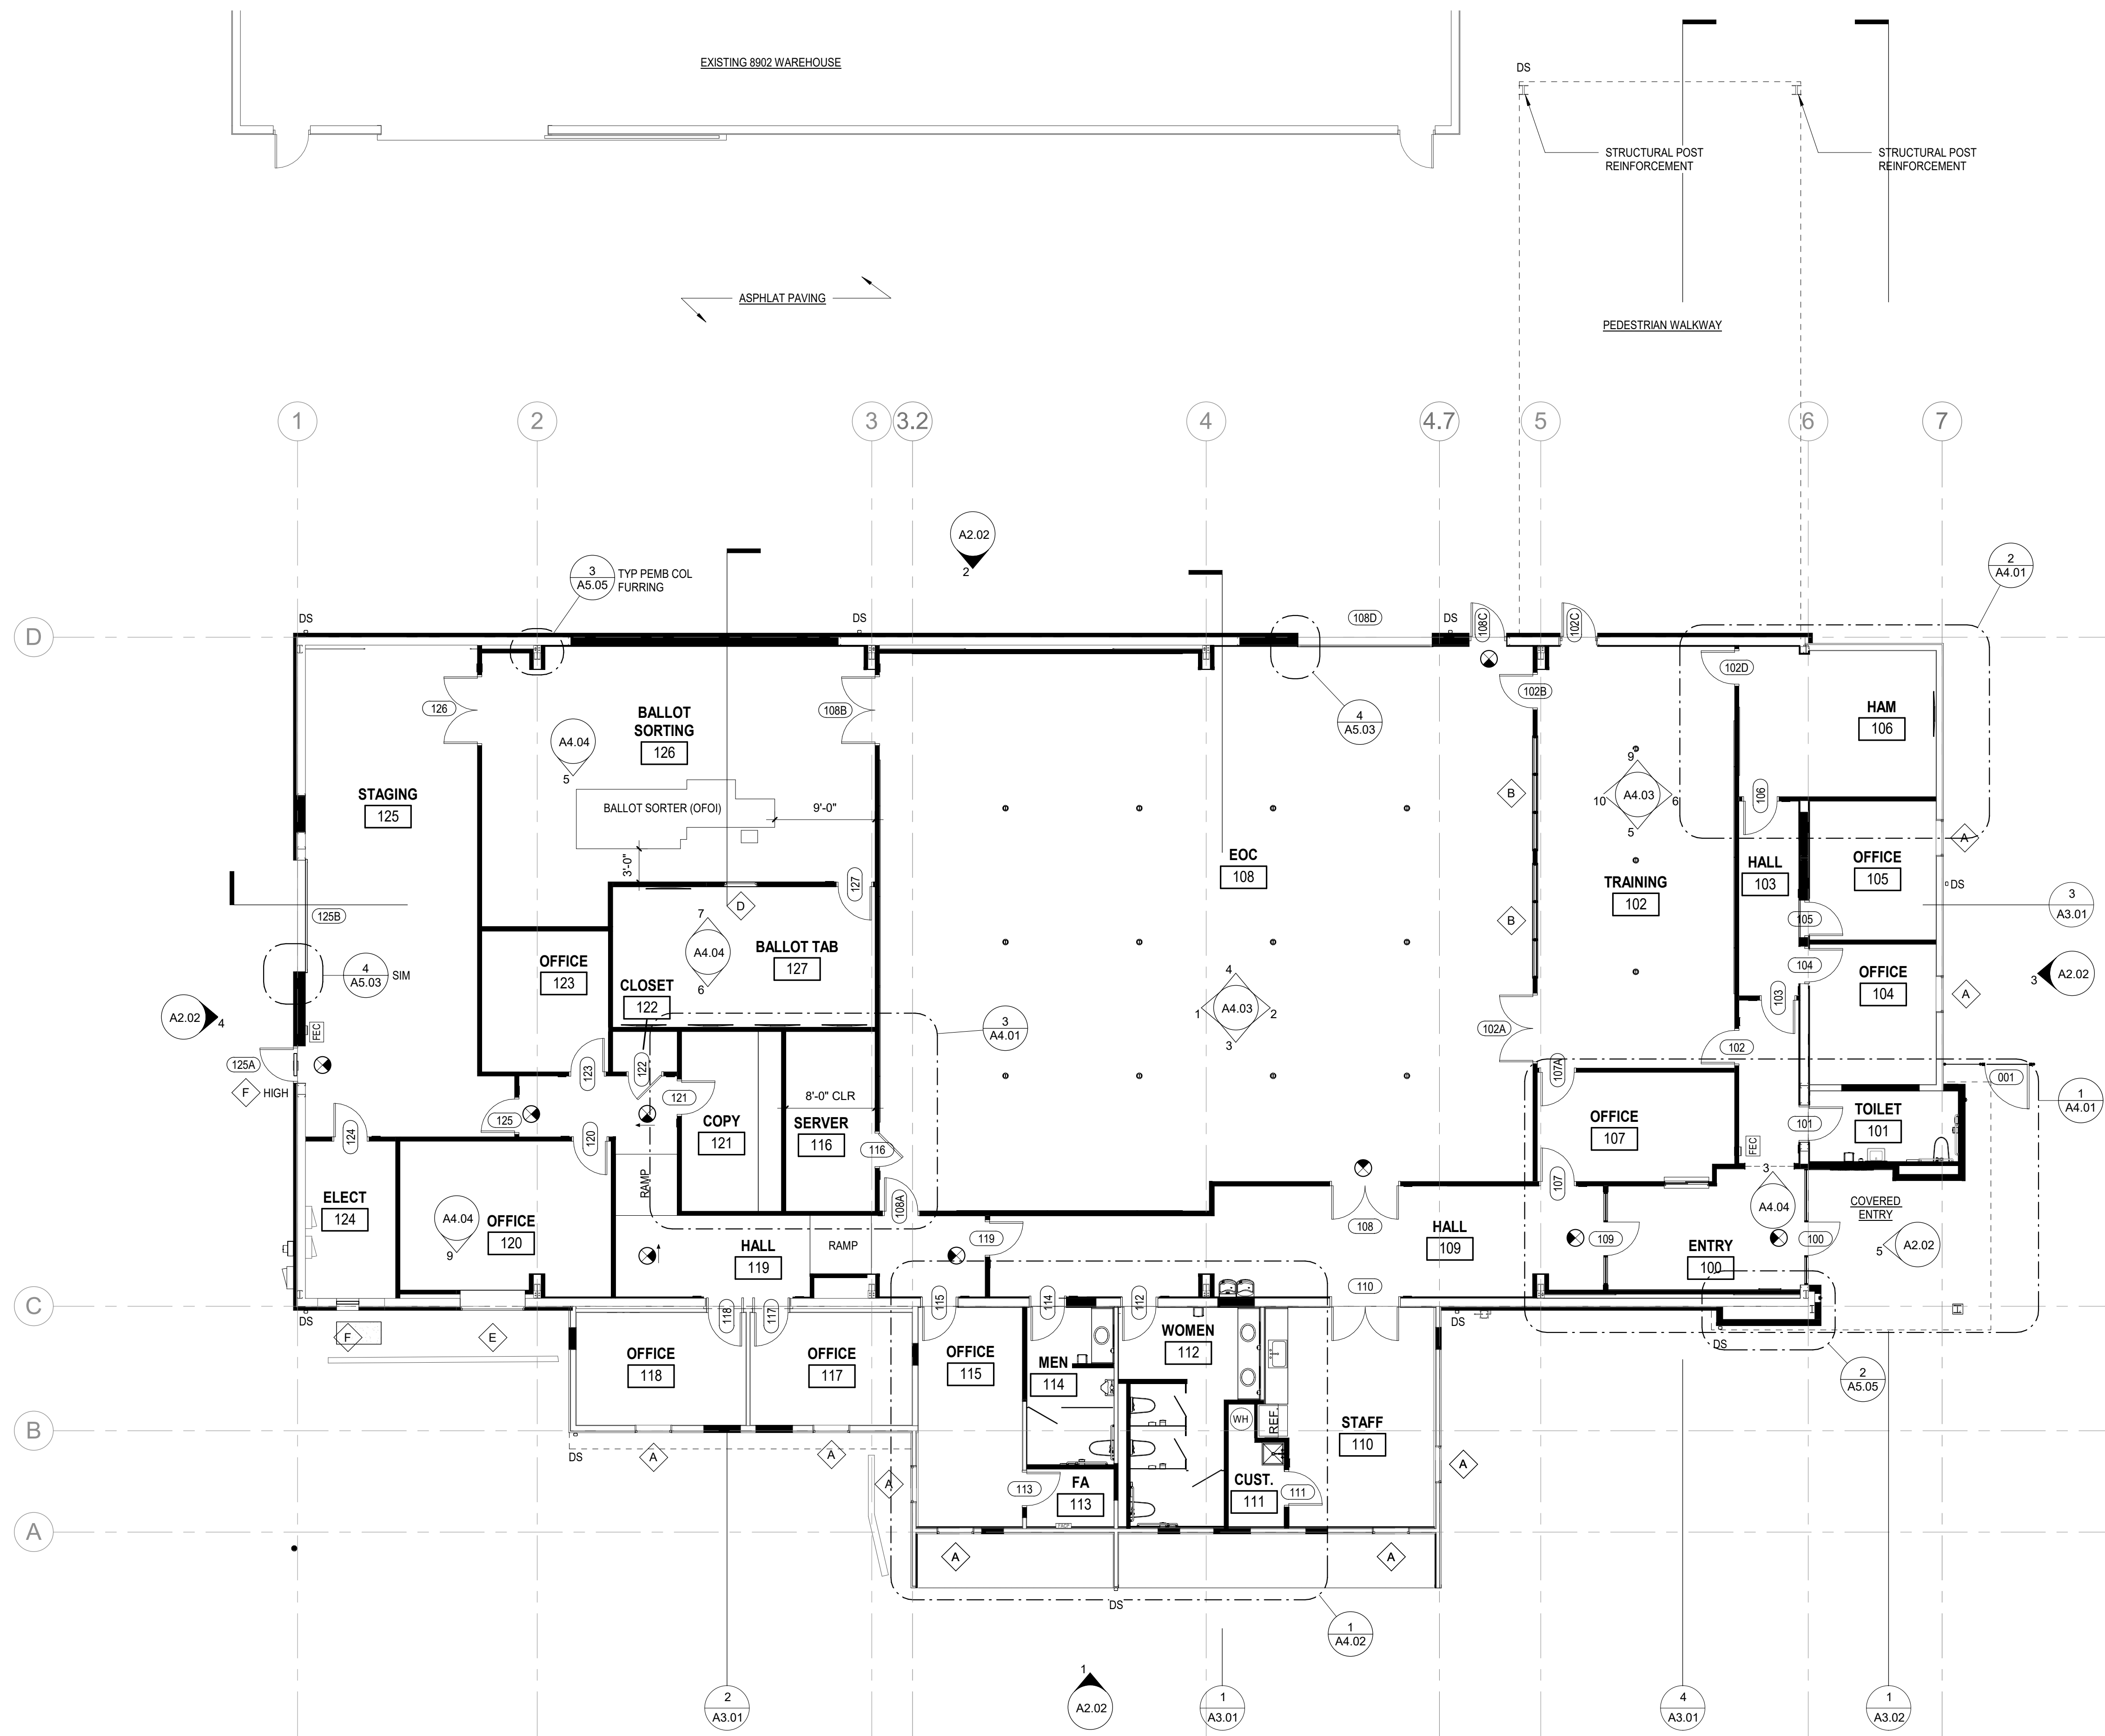 EXISTING 8902 WAREHOUSE
DS
STRUCTURAL POST
REINFORCEMENT
STRUCTURAL POST
REINFORCEMENT
ASPHLAT PAVING
PEDESTRIAN WALKWAY
1
2
3
3.2
4
4.7
5
6
7
A2.02
2
3
A5.05
TYP PEMB COL
FURRING
2
A4.01
DS
DS
108D
DS
108C
102C
D
102D
126
108B
102B
BALLOT
SORTING
126
A4.04
5
4
A5.03
HAM
106
STAGING
125
BALLOT SORTER (OFOI)
9'-0"
3'-0"
B
9
10
A4.03
6
5
106
A
EOC
108
HALL
103
OFFICE
105
127
TRAINING
102
DS
D
125B
B
105
3
A3.01
7
A4.04
6
BALLOT TAB
127
OFFICE
123
CLOSET
122
4
A5.03
SIM
104
OFFICE
104
A
3
A2.02
A2.02
4
4
1
A4.03
2
3
103
FEC
3
A4.01
102A
102
125A
F
HIGH
123
122
107A
001
1
A4.01
121
8'-0" CLR
125
COPY
121
SERVER
116
OFFICE
107
101
TOILET
101
124
120
116
FEC
RAMP
107
3
A4.04
ELECT
124
A4.04
9
OFFICE
120
108A
COVERED
ENTRY
HALL
119
RAMP
119
108
HALL
109
109
ENTRY
100
100
5
A2.02
C
DS
F
E
118
117
115
114
112
110
DS
DS
OFFICE
118
OFFICE
117
OFFICE
115
MEN
114
WOMEN
112
2
A5.05
B
WH
REF.
STAFF
110
DS
A
A
A
A
113
FA
113
CUST.
111
111
A
A
A
DS
1
A4.02
1
A2.02
2
A3.01
1
A3.01
4
A3.01
1
A3.02